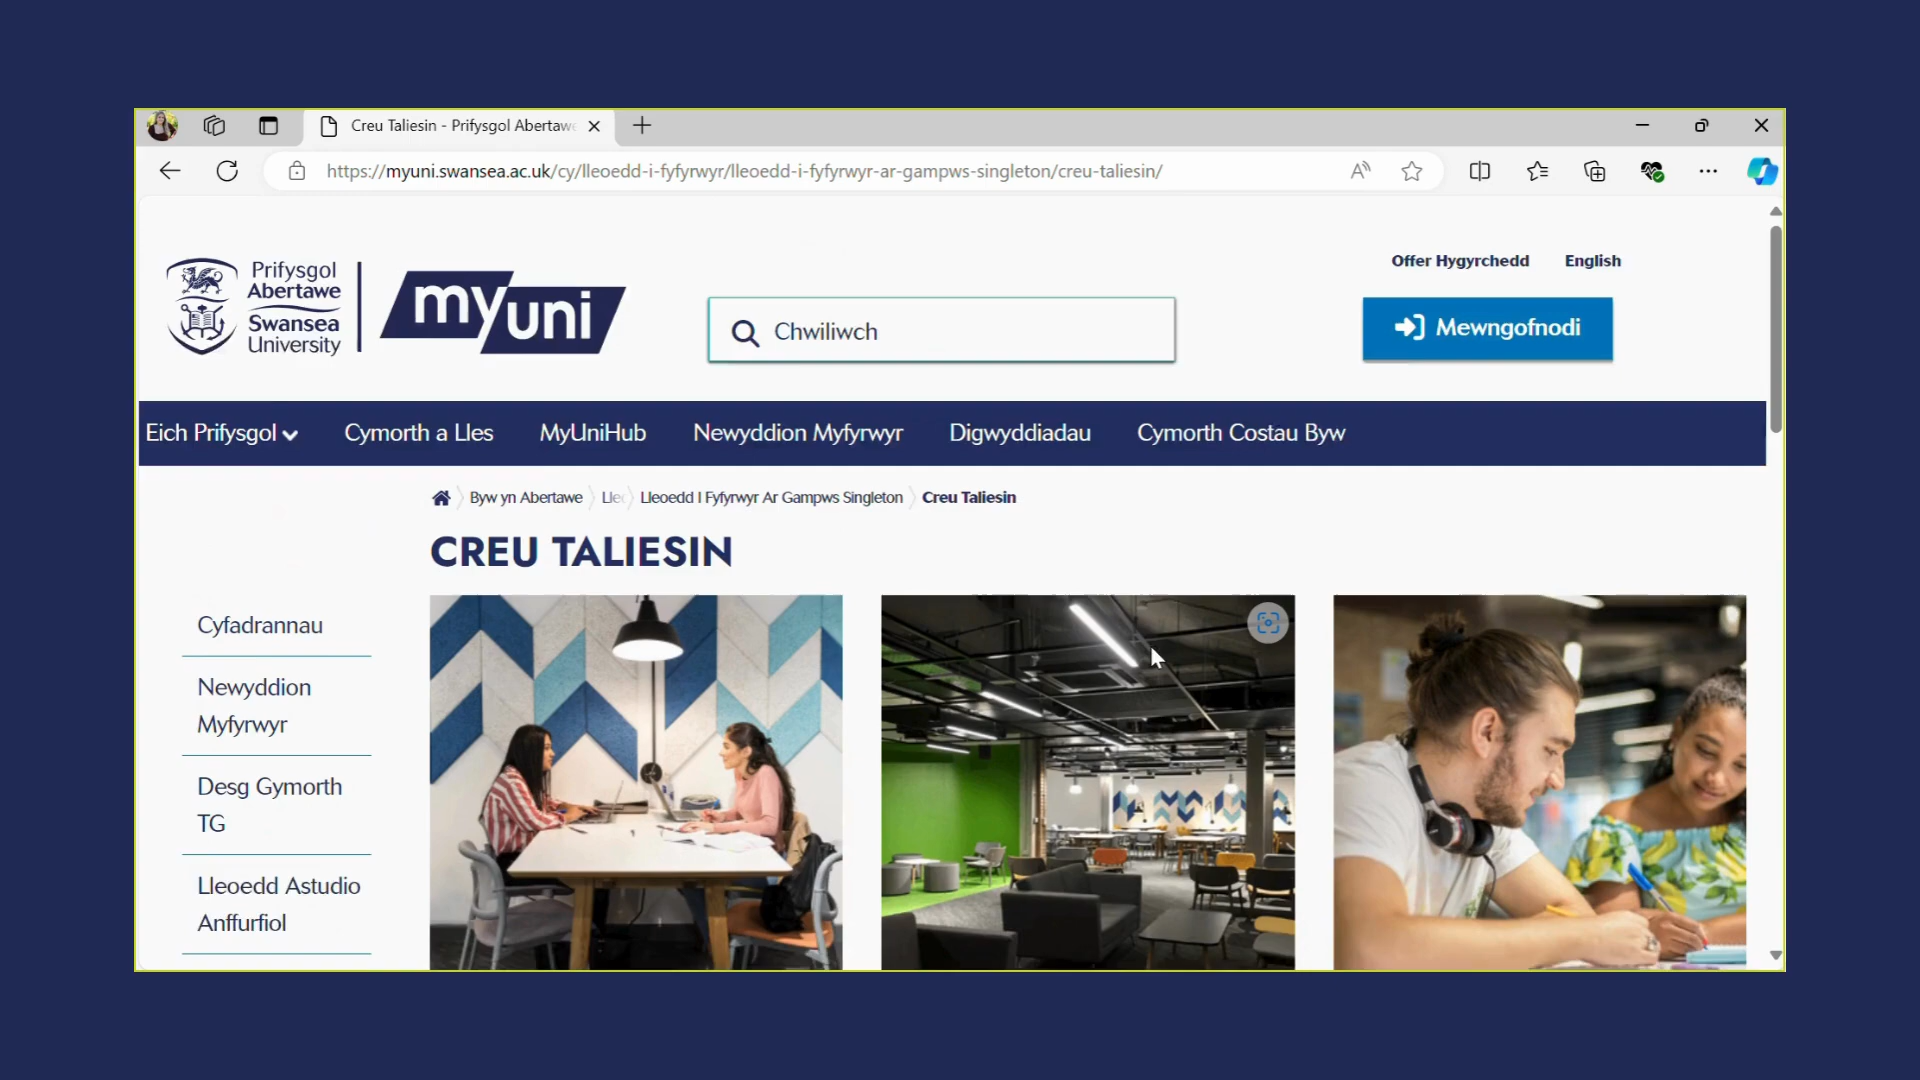 Creu Taliesin - Prifysgol Abertawe
https://myuni.swansea.ac.uk/cy/lleoedd-i-fyfyrwyr/lleoedd-i-fyfyrwyr-ar-gampws-singleton/creu-taliesin/
Offer Hygyrchedd English
Prifysgol
Abertawe
Swansea
University
myuni
Chwiliwch
Mewngofnodi
Eich Prifysgol Cymorth a Lles MyUniHub Newyddion Myfyrwyr Digwyddiadau Cymorth Costau Byw
Byw yn Abertawe Lleoedd I Fyfyrwyr Ar Gampws Singleton Creu Taliesin
CREU TALIESIN
Cyfadrannau
Newyddion
Myfyrwyr
Desg Gymorth
TG
Lleoedd Astudio
Anffurfiol